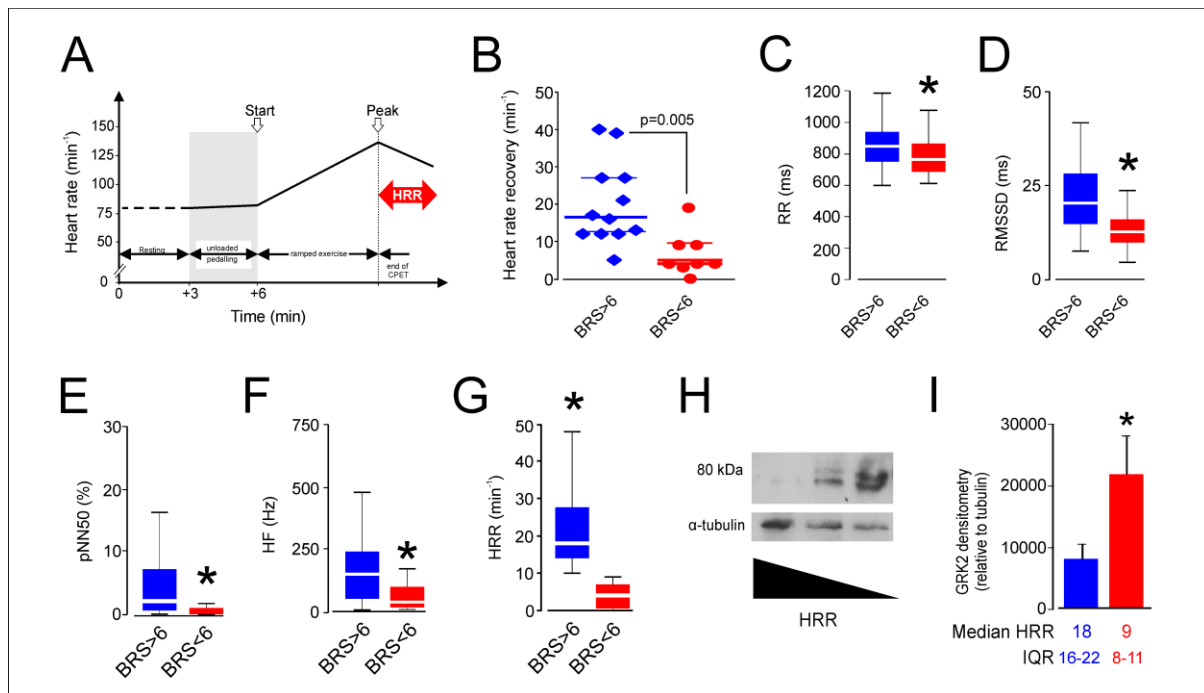 A
Heart rate (min-1)
150
125
100
75
50
0
Start
Peak
HRR
Resting
unloaded
pedalling
ramped exercise
end of
CPET
0
+3
+6
Time (min)
B
Heart rate recovery (min-1)
50
40
30
20
10
0
p=0.005
BRS>6
BRS<6
C
RR (ms)
1200
1000
800
600
400
200
0
*
BRS>6
BRS<6
D
RMSSD (ms)
50
25
0
*
BRS>6
BRS<6
E
pNN50 (%)
30
20
10
0
*
BRS>6
BRS<6
F
HF (Hz)
750
500
250
0
*
BRS>6
BRS<6
G
HRR (min-1)
50
40
30
20
10
0
*
BRS>6
BRS<6
H
80 kDa
α-tubulin
HRR
I
GRK2 densitometry
(relative to tubulin)
30000
20000
10000
0
*
Median HRR 18 9
IQR 16-22 8-11